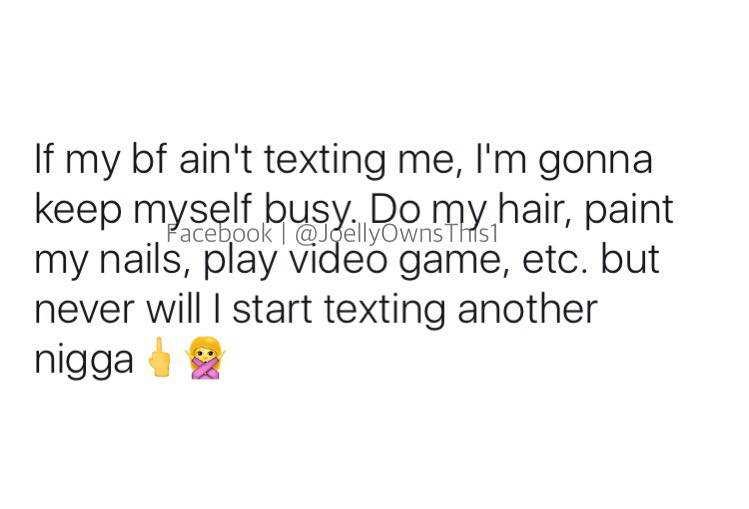 If my bf ain't texting me, I'm gonna
keep myself busy. Do my hair, paint
Facebook | @JoellyOwnsThis1
my nails, play video game, etc. but
never will I start texting another
nigga🖕🙅